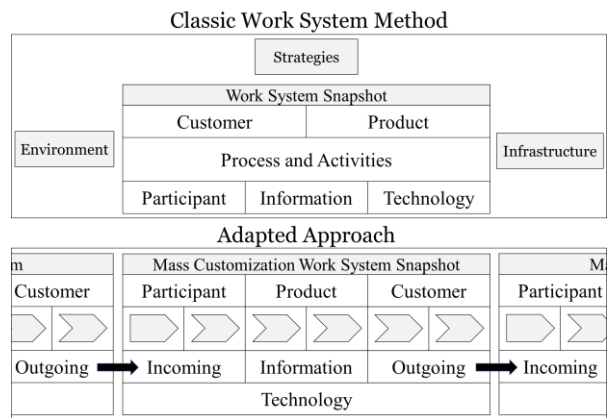 Classic Work System Method
Strategies
Work System Snapshot
Customer Product
Environment
Process and Activities
Infrastructure
Participant Information Technology
Adapted Approach
m Mass Customization Work System Snapshot Ma
Customer Participant Product Customer Participant
Outgoing Incoming Information Outgoing Incoming
Technology